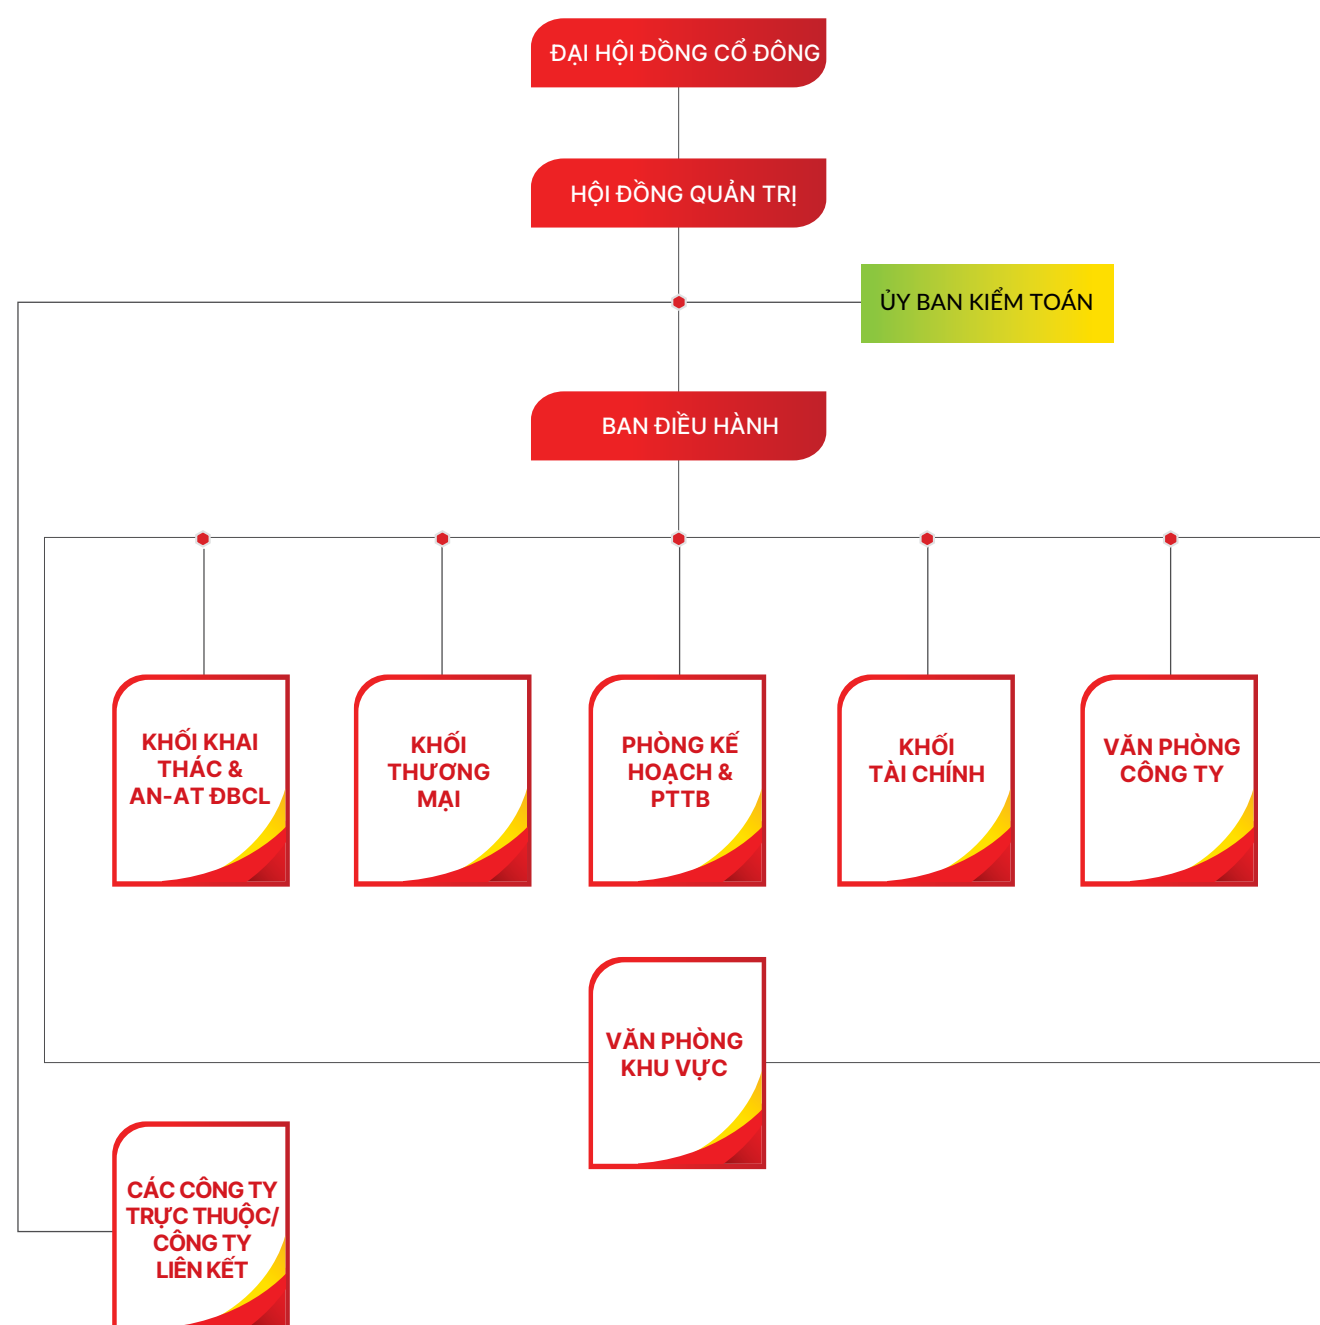 ĐẠI HỘI ĐỒNG CỔ ĐÔNG
HỘI ĐỒNG QUẢN TRỊ
ỦY BAN KIỂM TOÁN
BAN ĐIỀU HÀNH
KHỐI KHAI
THÁC &
AN-AT ĐBCL
KHỐI
THƯƠNG
MẠI
PHÒNG KẾ
HOẠCH &
PTTB
KHỐI
TÀI CHÍNH
VĂN PHÒNG
CÔNG TY
VĂN PHÒNG
KHU VỰC
CÁC CÔNG TY
TRỰC THUỘC/
CÔNG TY
LIÊN KẾT